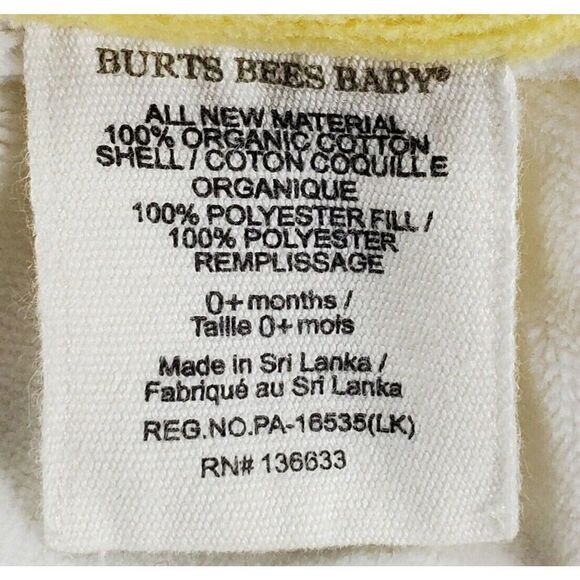 BURTS BEES BABY®
ALL NEW MATERIAL
100% ORGANIC COTTON
SHELL / COTON COQUILLE
ORGANIQUE
100% POLYESTER FILL /
100% POLYESTER
REMPLISSAGE
0+ months /
Taille 0+ mois
Made in Sri Lanka /
Fabriqué au Sri Lanka
REG.NO.PA-16535(LK)
RN# 136633